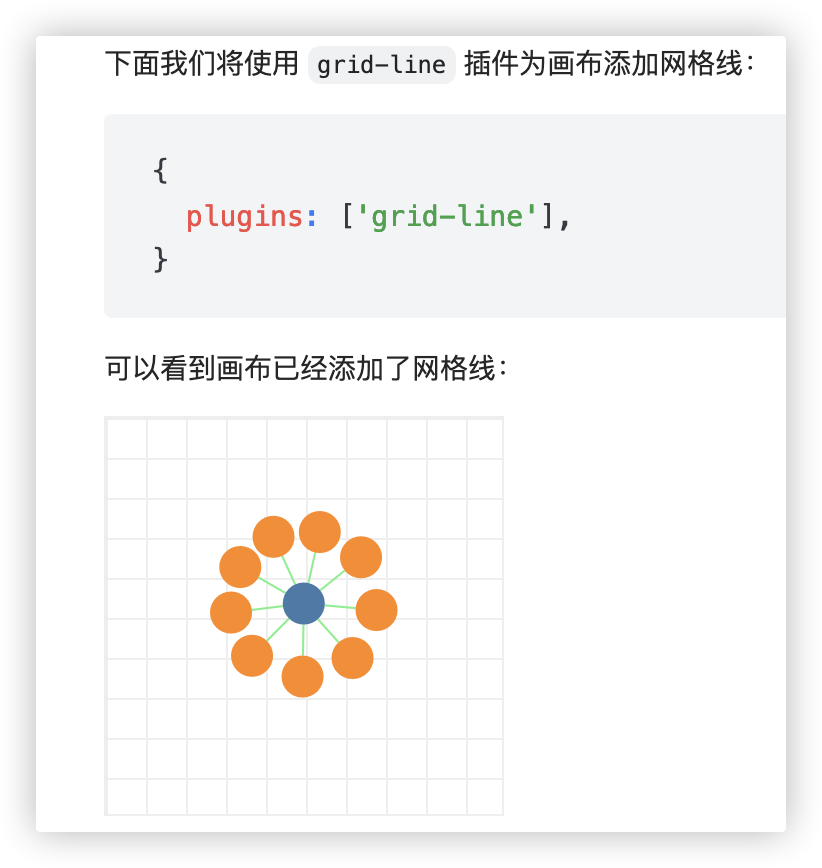 下面我们将使用 grid-line 插件为画布添加网格线：
{
  plugins: ['grid-line'],
}
可以看到画布已经添加了网格线：